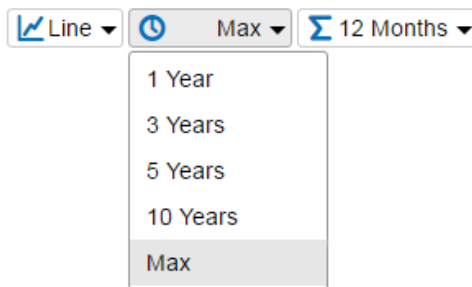 Line Max 12 Months
1 Year
3 Years
5 Years
10 Years
Max